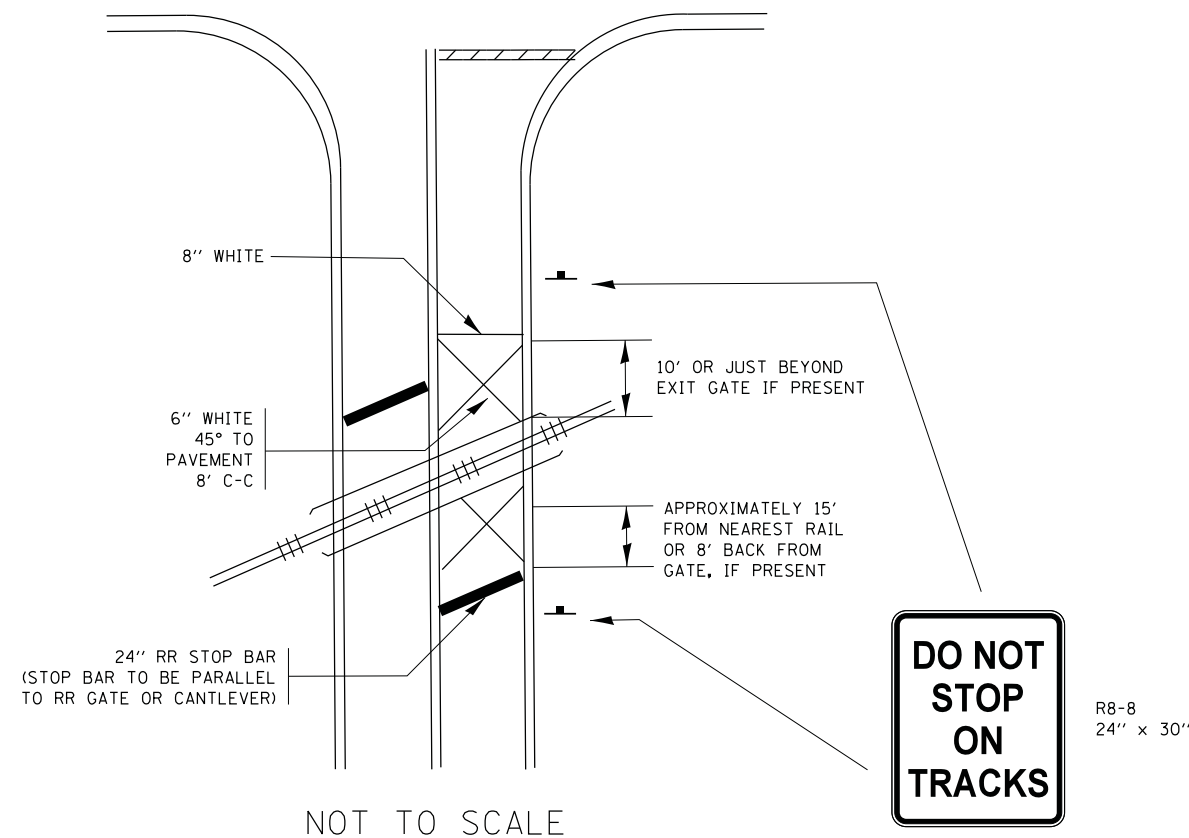 8'' WHITE
10' OR JUST BEYOND
EXIT GATE IF PRESENT
6'' WHITE
45° TO
PAVEMENT
8' C-C
APPROXIMATELY 15'
FROM NEAREST RAIL
OR 8' BACK FROM
GATE, IF PRESENT
24'' RR STOP BAR
(STOP BAR TO BE PARALLEL
TO RR GATE OR CANTLEVER)
DO NOT
STOP
ON
TRACKS
R8-8
24'' x 30''
NOT TO SCALE